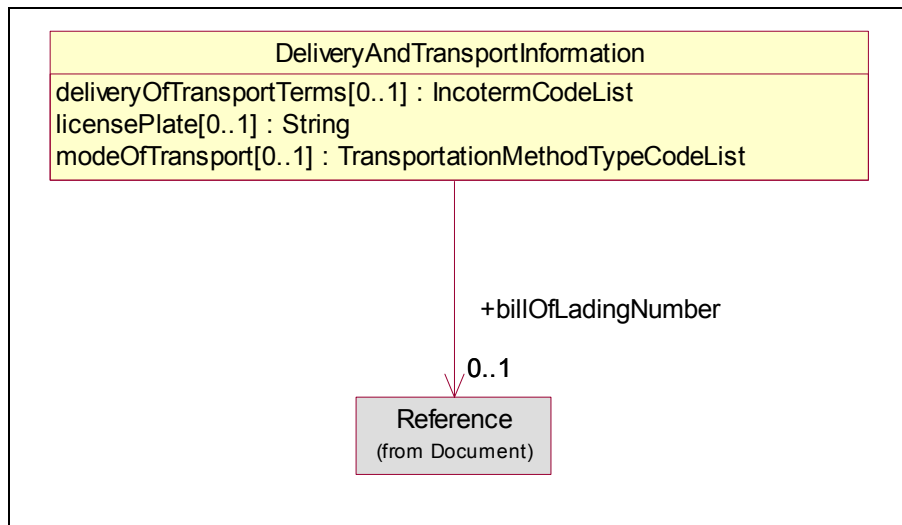 DeliveryAndTransportInformation
deliveryOfTransportTerms[0..1] : IncotermCodeList
licensePlate[0..1] : String
modeOfTransport[0..1] : TransportationMethodTypeCodeList
+billOfLadingNumber
0..1
Reference
(from Document)